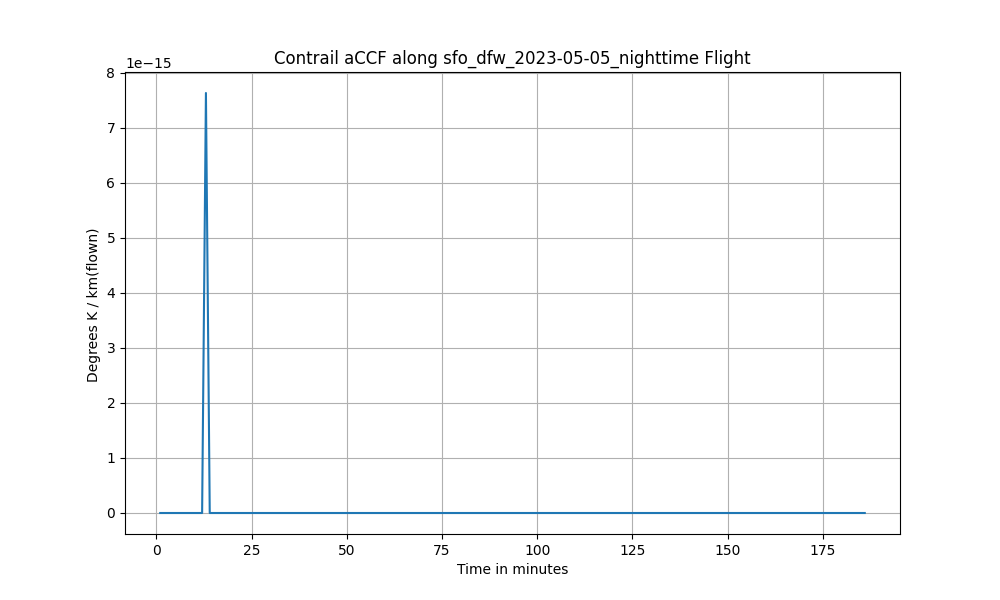 Contrail aCCF along sfo_dfw_2023-05-05_nighttime Flight
1e−15
8
7
6
5
4
3
2
1
0
Degrees K / km(flown)
0 25 50 75 100 125 150 175
Time in minutes